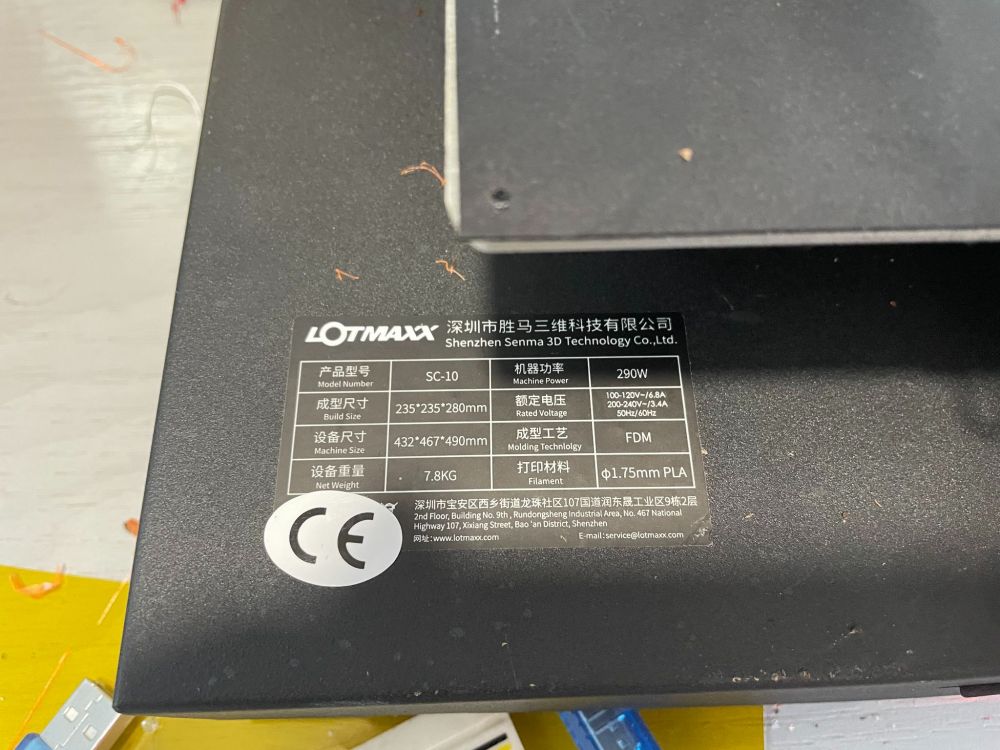 LOTMAXX 深圳市胜马三维科技有限公司
Shenzhen Senma 3D Technology Co.,Ltd.
产品型号 SC-10 机器功率 290W
Model Number Machine Power
成型尺寸 235*235*280mm 额定电压 100-120V~/6.8A
Build Size Rated Voltage 200-240V~/3.4A
50Hz/60Hz
设备尺寸 432*467*490mm 成型工艺 FDM
Machine Size Molding Technlolgy
设备重量 7.8KG 打印材料 φ1.75mm PLA
Net Weight Filament
深圳市宝安区西乡街道龙珠社区107国道润东晟工业区9栋2层
2nd Floor, Building No. 9th , Rundongsheng Industrial Area, No. 467 National
Highway 107, Xixiang Street, Bao 'an District, Shenzhen
网址: www.lotmaxx.com E-mail: service@lotmaxx.com
CE